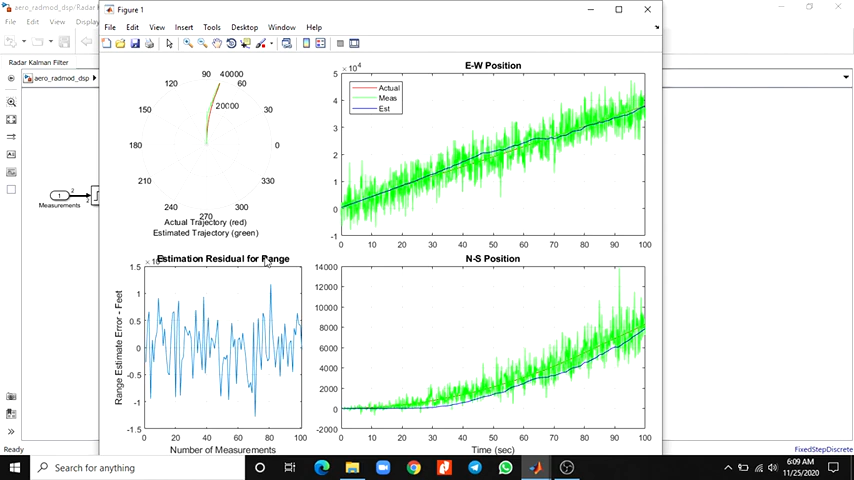 aero_radmod_dsp/Radar
Figure 1
File Edit View
File Edit View Insert Tools Desktop Window Help
Radar Kalman Filter
aero_radmod_dsp
1
2
Measurements
90 40000
120 60
20000
150 30
180 0
210 330
240 300
270
Actual Trajectory (red)
Estimated Trajectory (green)
E-W Position
Actual
Meas
Est
5
4
3
2
1
0
-1
0 10 20 30 40 50 60 70 80 90 100
Estimation Residual for Range
Range Estimate Error - Feet
1.5
1
0.5
0
-0.5
-1
-1.5
0 20 40 60 80 100
Number of Measurements
N-S Position
14000
12000
10000
8000
6000
4000
2000
0
0 10 20 30 40 50 60 70 80 90 100
Time (sec)
Ready
FixedStepDiscrete
Search for anything
6:09 AM
11/25/2020